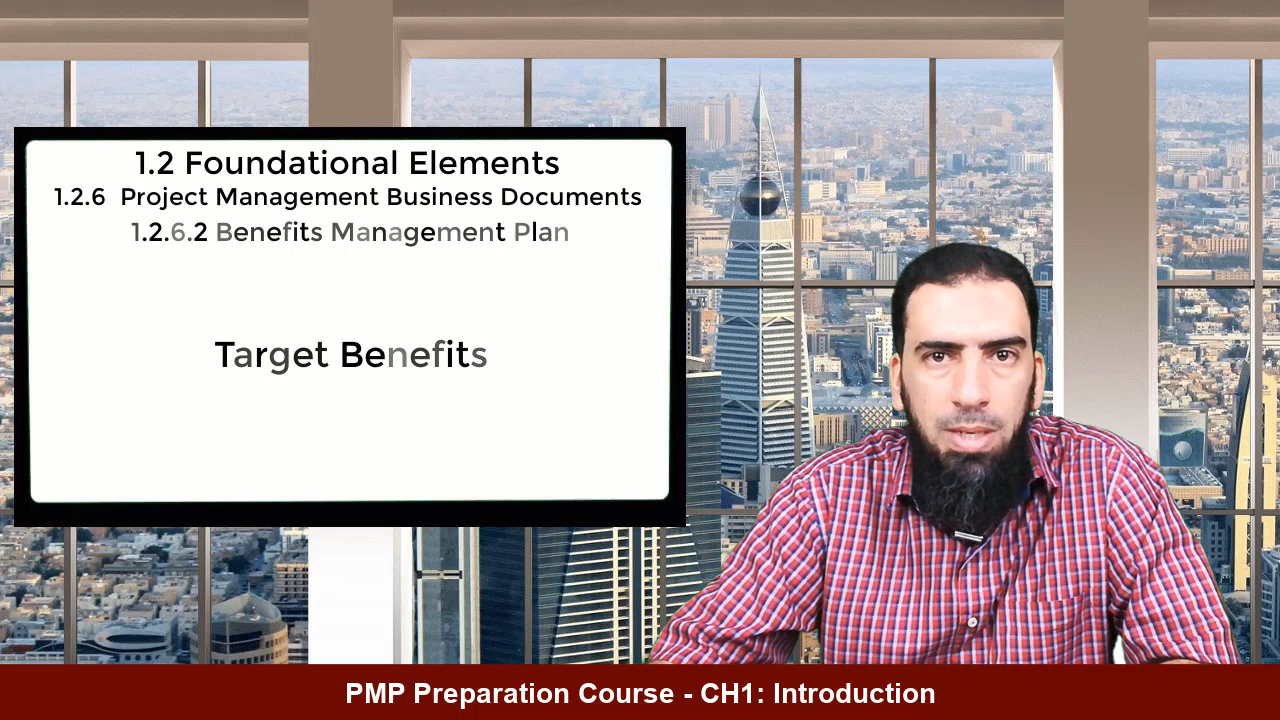 1.2 Foundational Elements
1.2.6 Project Management Business Documents
1.2.6.2 Benefits Management Plan
Target Benefits
PMP Preparation Course - CH1: Introduction